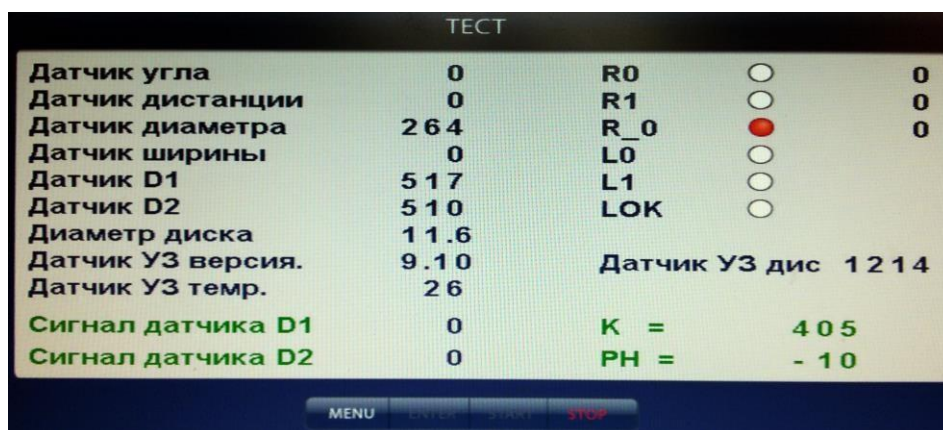 ТЕСТ
Датчик угла 0 R0 0
Датчик дистанции 0 R1 0
Датчик диаметра 264 R_0 0
Датчик ширины 0 L0
Датчик D1 517 L1
Датчик D2 510 LOK
Диаметр диска 11.6
Датчик УЗ версия. 9.10 Датчик УЗ дис 1214
Датчик УЗ темр. 26
Сигнал датчика D1 0 K = 405
Сигнал датчика D2 0 PH = -10
MENU ENTER START STOP